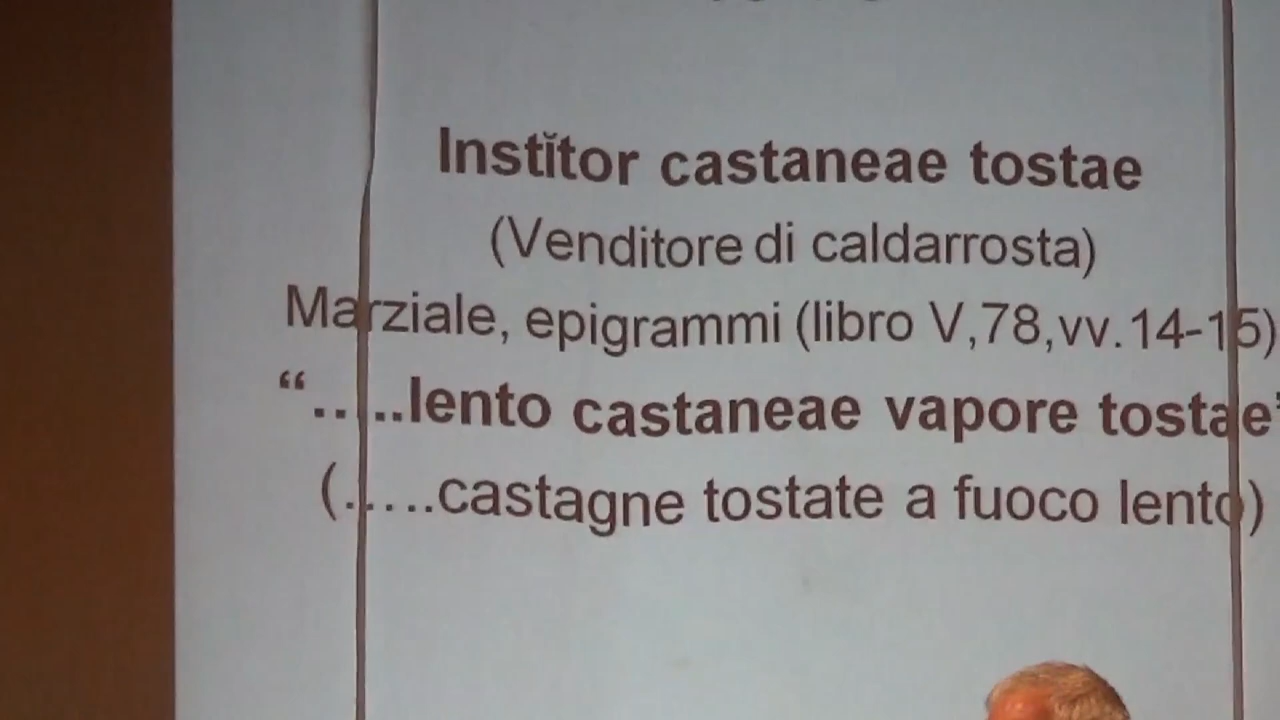 Instĭtor castaneae tostae
(Venditore di caldarrosta)
Marziale, epigrammi (libro V,78,vv.14-15)
“.....lento castaneae vapore tostae”
(.....castagne tostate a fuoco lento)